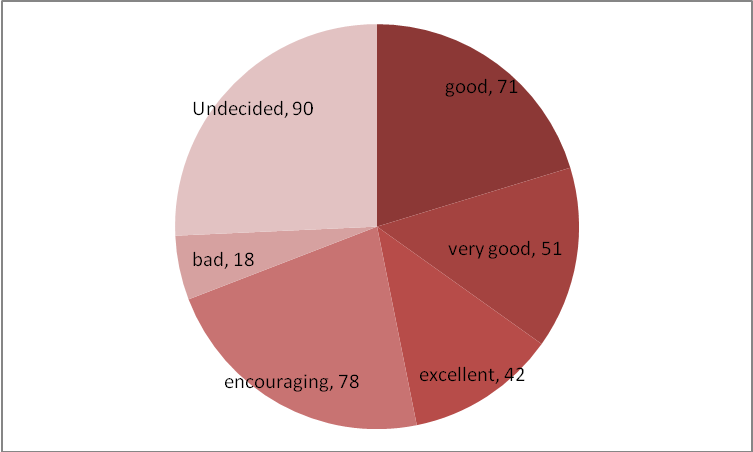 good, 71
very good, 51
excellent, 42
encouraging, 78
bad, 18
Undecided, 90